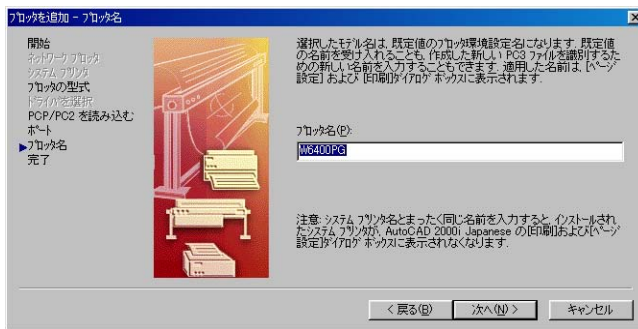 プロッタを追加 - プロッタ名
開始
ネットワーク プロッタ
システム プリンタ
プロッタの型式
ドライバを選択
PCP/PC2 を読み込む
ポート
プロッタ名
完了
選択したモデル名は、既定値のプロッタ環境設定名になります. 既定値
の名前を受け入れることも、作成した新しい PC3 ファイルを識別するた
めの新しい名前を入力することもできます. 適用した名前は、[ページ
設定] および [印刷]ダイアログ ボックスに表示されます.
プロッタ名(P):
W6400PG
注意: システム プリンタ名とまったく同じ名前を入力すると、インストールされ
たシステム プリンタが、AutoCAD 2000i Japanese の[印刷]および[ページ
設定]ダイアログ ボックスに表示されなくなります.
< 戻る(B)
次へ(N) >
キャンセル